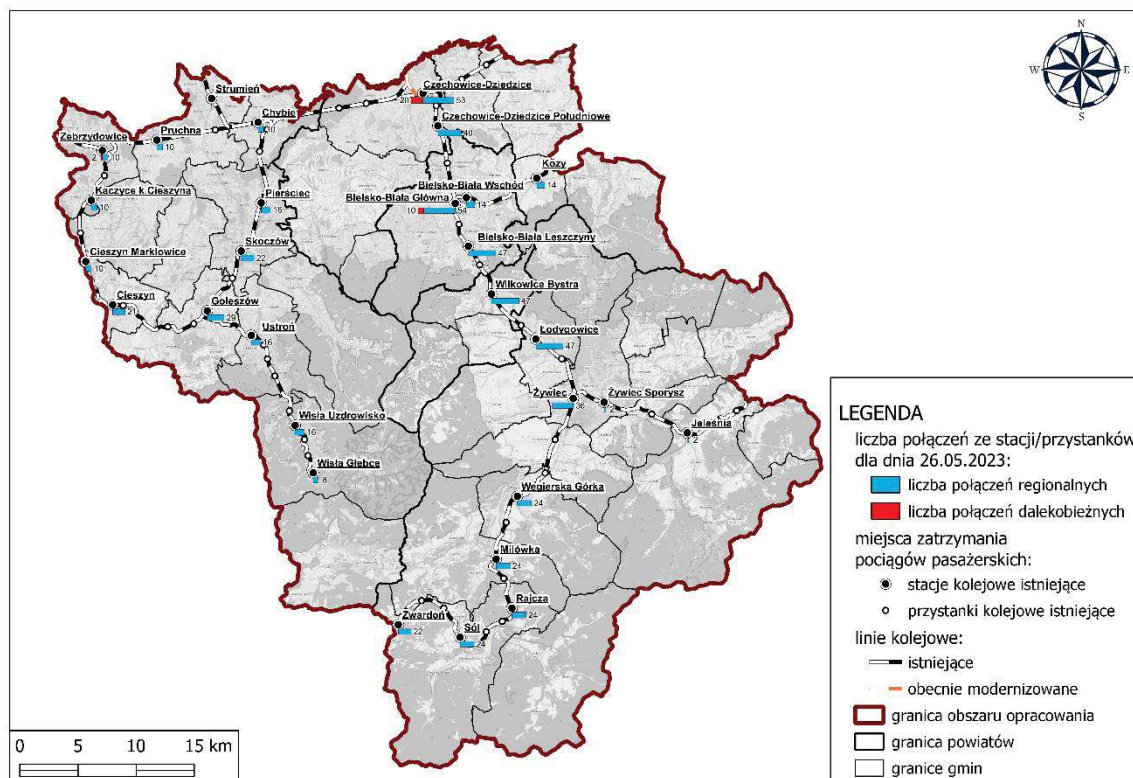 N
W
E
S
Strumień
Czechowice-Dziedzice
20
53
Chybie
10
Czechowice-Dziedzice Południowe
40
Zebrzydowice
2
10
Pruchna
10
Kozy
14
Bielsko-Biała Wschód
14
Kaczyce k.Cieszyna
10
Pierściec
16
Bielsko-Biała Główna
10
54
Skoczów
22
Bielsko-Biała Leszczyny
47
Cieszyn Marklowice
10
Wilkowice Bystra
47
Cieszyn
21
Goleszów
29
Ustroń
16
Łodygowice
47
Żywiec
36
Żywiec Sporysz
2
Wisła Uzdrowisko
16
Jeleśnia
2
Wisła Głębce
8
Węgierska Górka
24
Milówka
24
Rajcza
24
Zwardoń
22
Sól
24
LEGENDA
liczba połączeń ze stacji/przystanków
dla dnia 26.05.2023:
liczba połączeń regionalnych
liczba połączeń dalekobieżnych
miejsca zatrzymania
pociągów pasażerskich:
stacje kolejowe istniejące
przystanki kolejowe istniejące
linie kolejowe:
istniejące
obecnie modernizowane
granica obszaru opracowania
granica powiatów
granice gmin
0 5 10 15 km